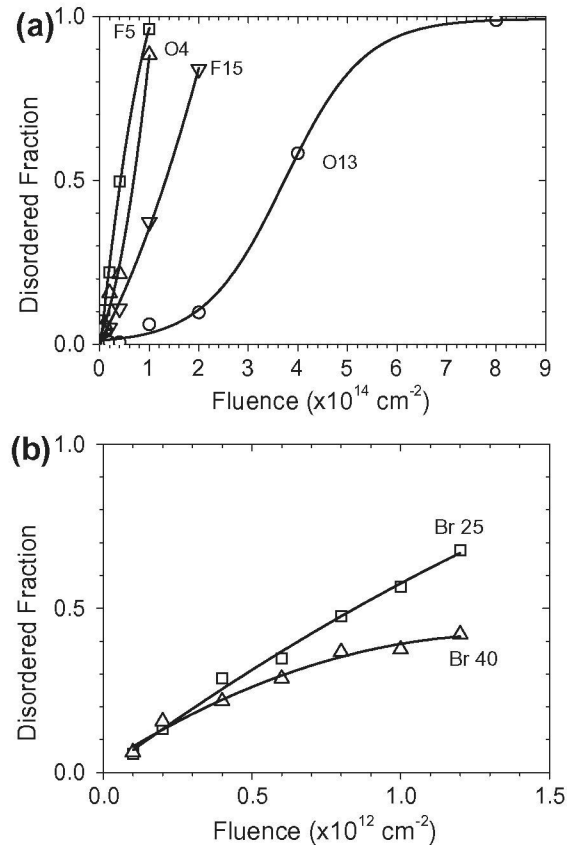 (a)
1.0
F5
O4
F15
O13
0.5
0.0
Disordered Fraction
0 1 2 3 4 5 6 7 8 9
Fluence (x10¹⁴ cm⁻²)
(b)
1.0
Br 25
0.5
Br 40
0.0
Disordered Fraction
0.0 0.5 1.0 1.5
Fluence (x10¹² cm⁻²)